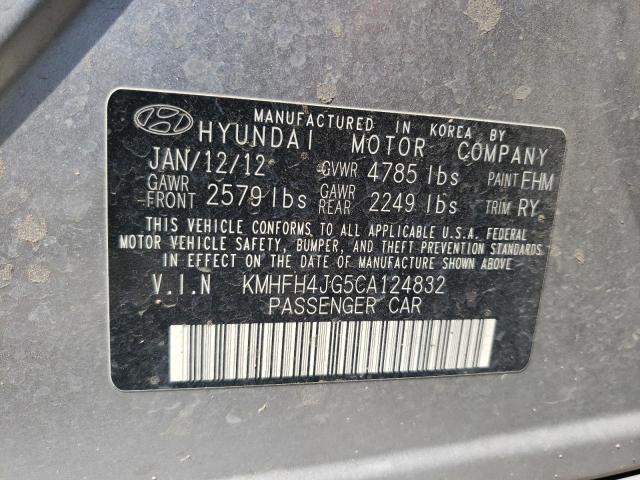 MANUFACTURED IN KOREA BY
HYUNDAI MOTOR COMPANY
JAN/12/12 GVWR 4785 lbs PAINT EHM
GAWR FRONT 2579 lbs GAWR REAR 2249 lbs TRIM RY
THIS VEHICLE CONFORMS TO ALL APPLICABLE U.S.A. FEDERAL
MOTOR VEHICLE SAFETY, BUMPER, AND THEFT PREVENTION STANDARDS
IN EFFECT ON THE DATE OF MANUFACTURE SHOWN ABOVE
V.I.N KMHFH4JG5CA124832
PASSENGER CAR